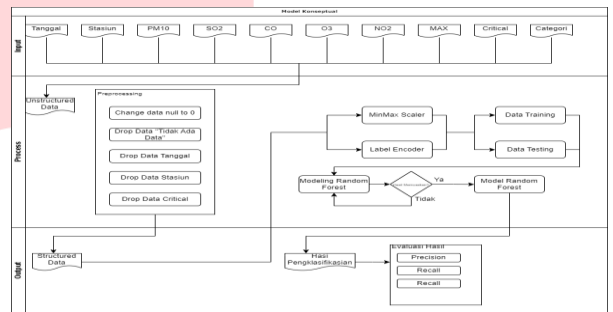 Model Konseptual
Input
Tanggal
Stasiun
PM10
SO2
CO
O3
NO2
MAX
Critical
Categori
Process
Unstructured
Data
Preprocessing
Change data null to 0
Drop Data "Tidak Ada
Data"
Drop Data Tanggal
Drop Data Stasiun
Drop Data Critical
MinMax Scaler
Label Encoder
Data Training
Data Testing
Modeling Random
Forest
Ya
Tidak
Model Random
Forest
Output
Structured
Data
Hasi
Pengklasifikasian
Evaluasi Hasil
Precision
Recall
Recall